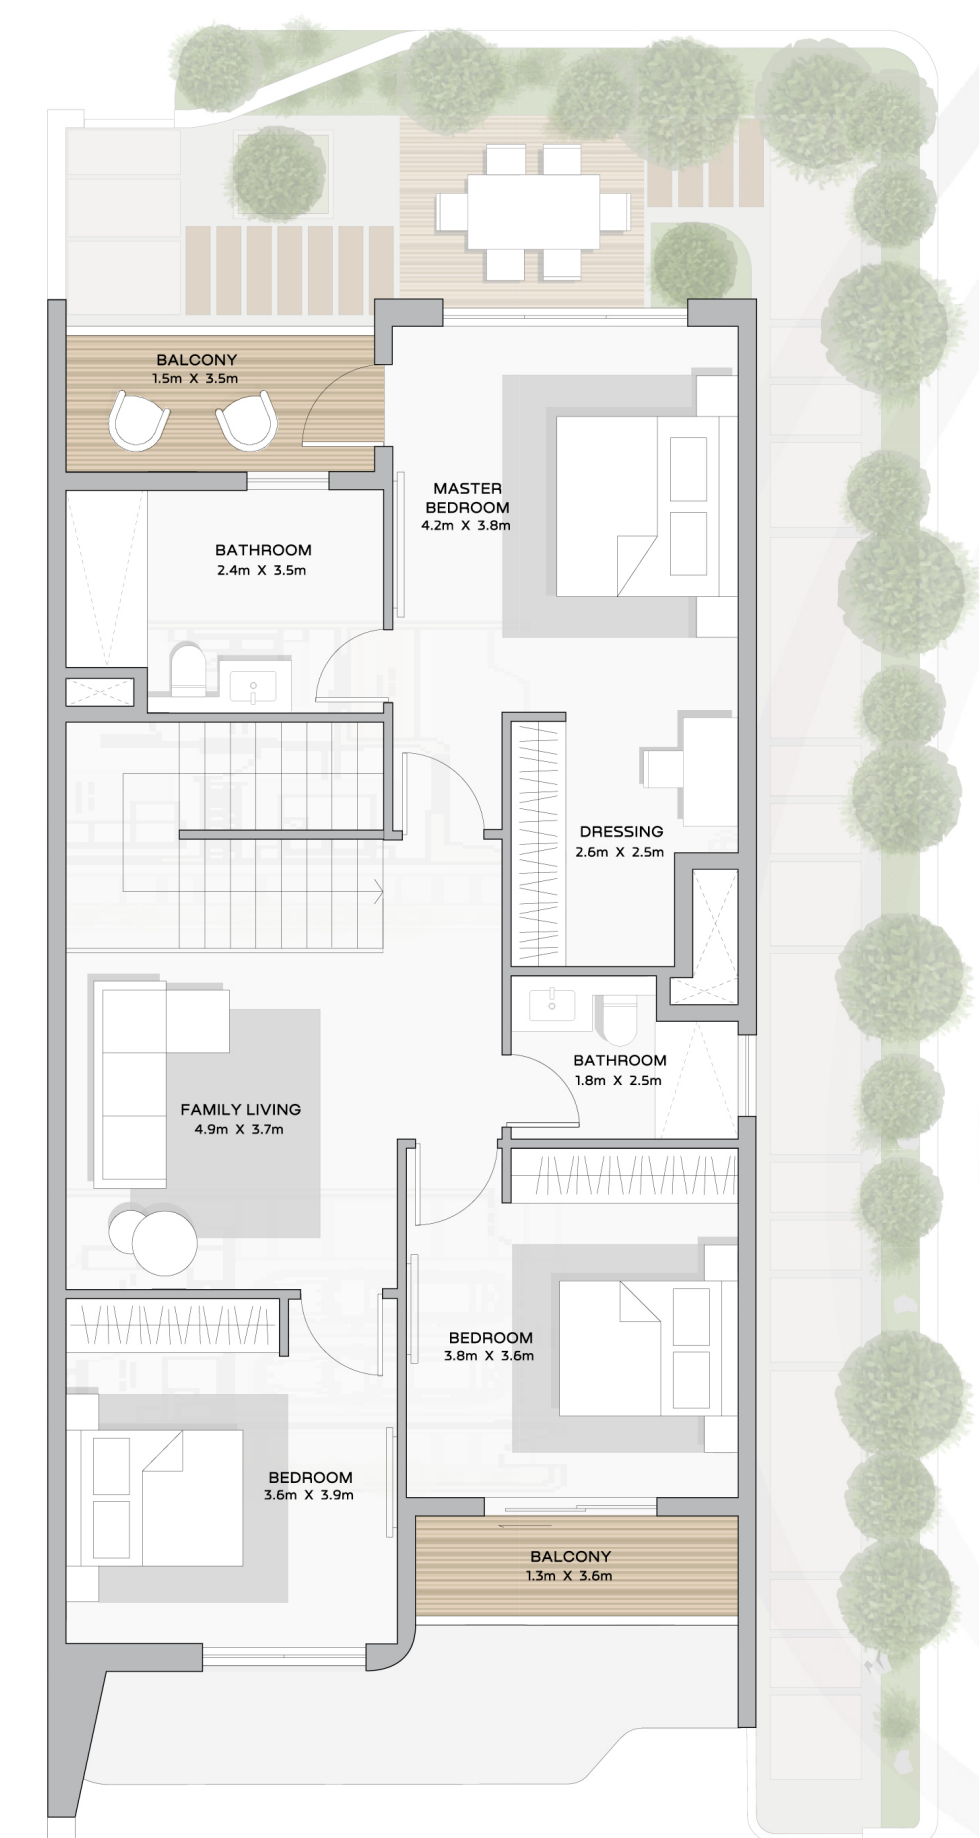 BALCONY
1.5m X 3.5m
MASTER
BEDROOM
4.2m X 3.8m
BATHROOM
2.4m X 3.5m
DRESSING
2.6m X 2.5m
BATHROOM
1.8m X 2.5m
FAMILY LIVING
4.9m X 3.7m
BEDROOM
3.8m X 3.6m
BEDROOM
3.6m X 3.9m
BALCONY
1.3m X 3.6m